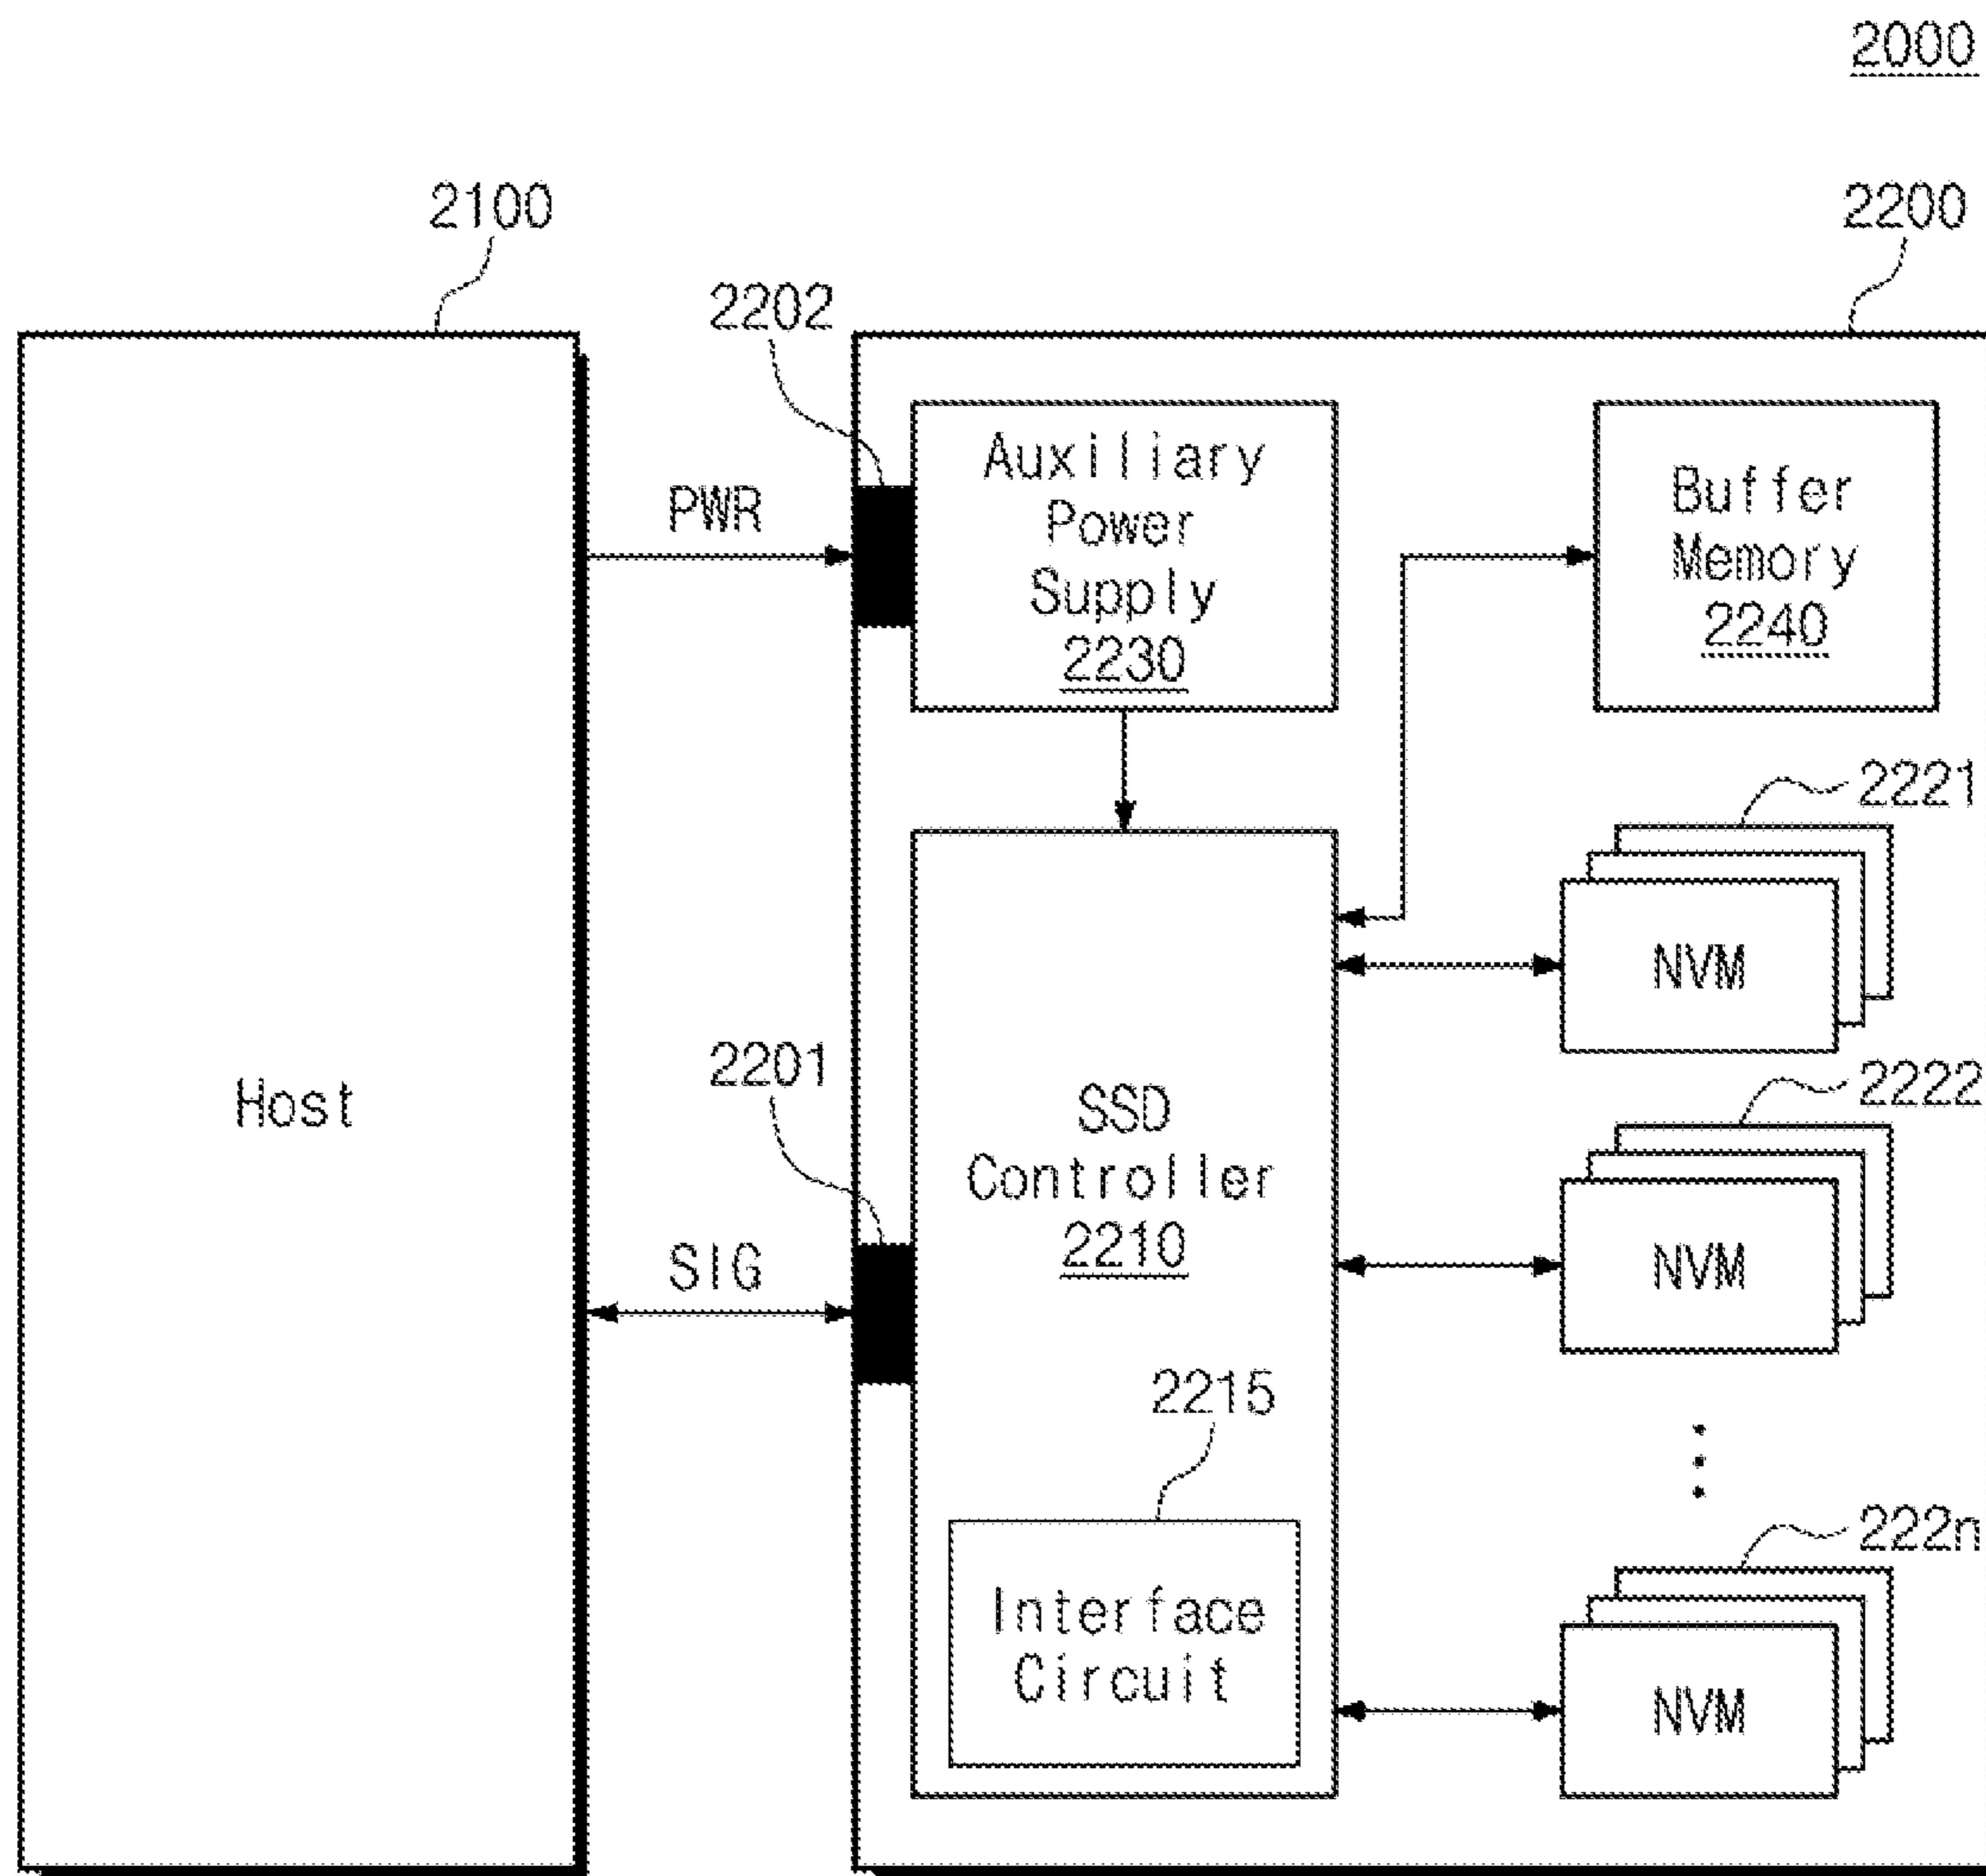 2000
2100
2200
2202
Auxiliary
Power
Supply
2230
Buffer
Memory
2240
PWR
2221
NVM
2201
Host
SSD
Controller
2210
2222
NVM
SIG
2215
Interface
Circuit
222n
NVM